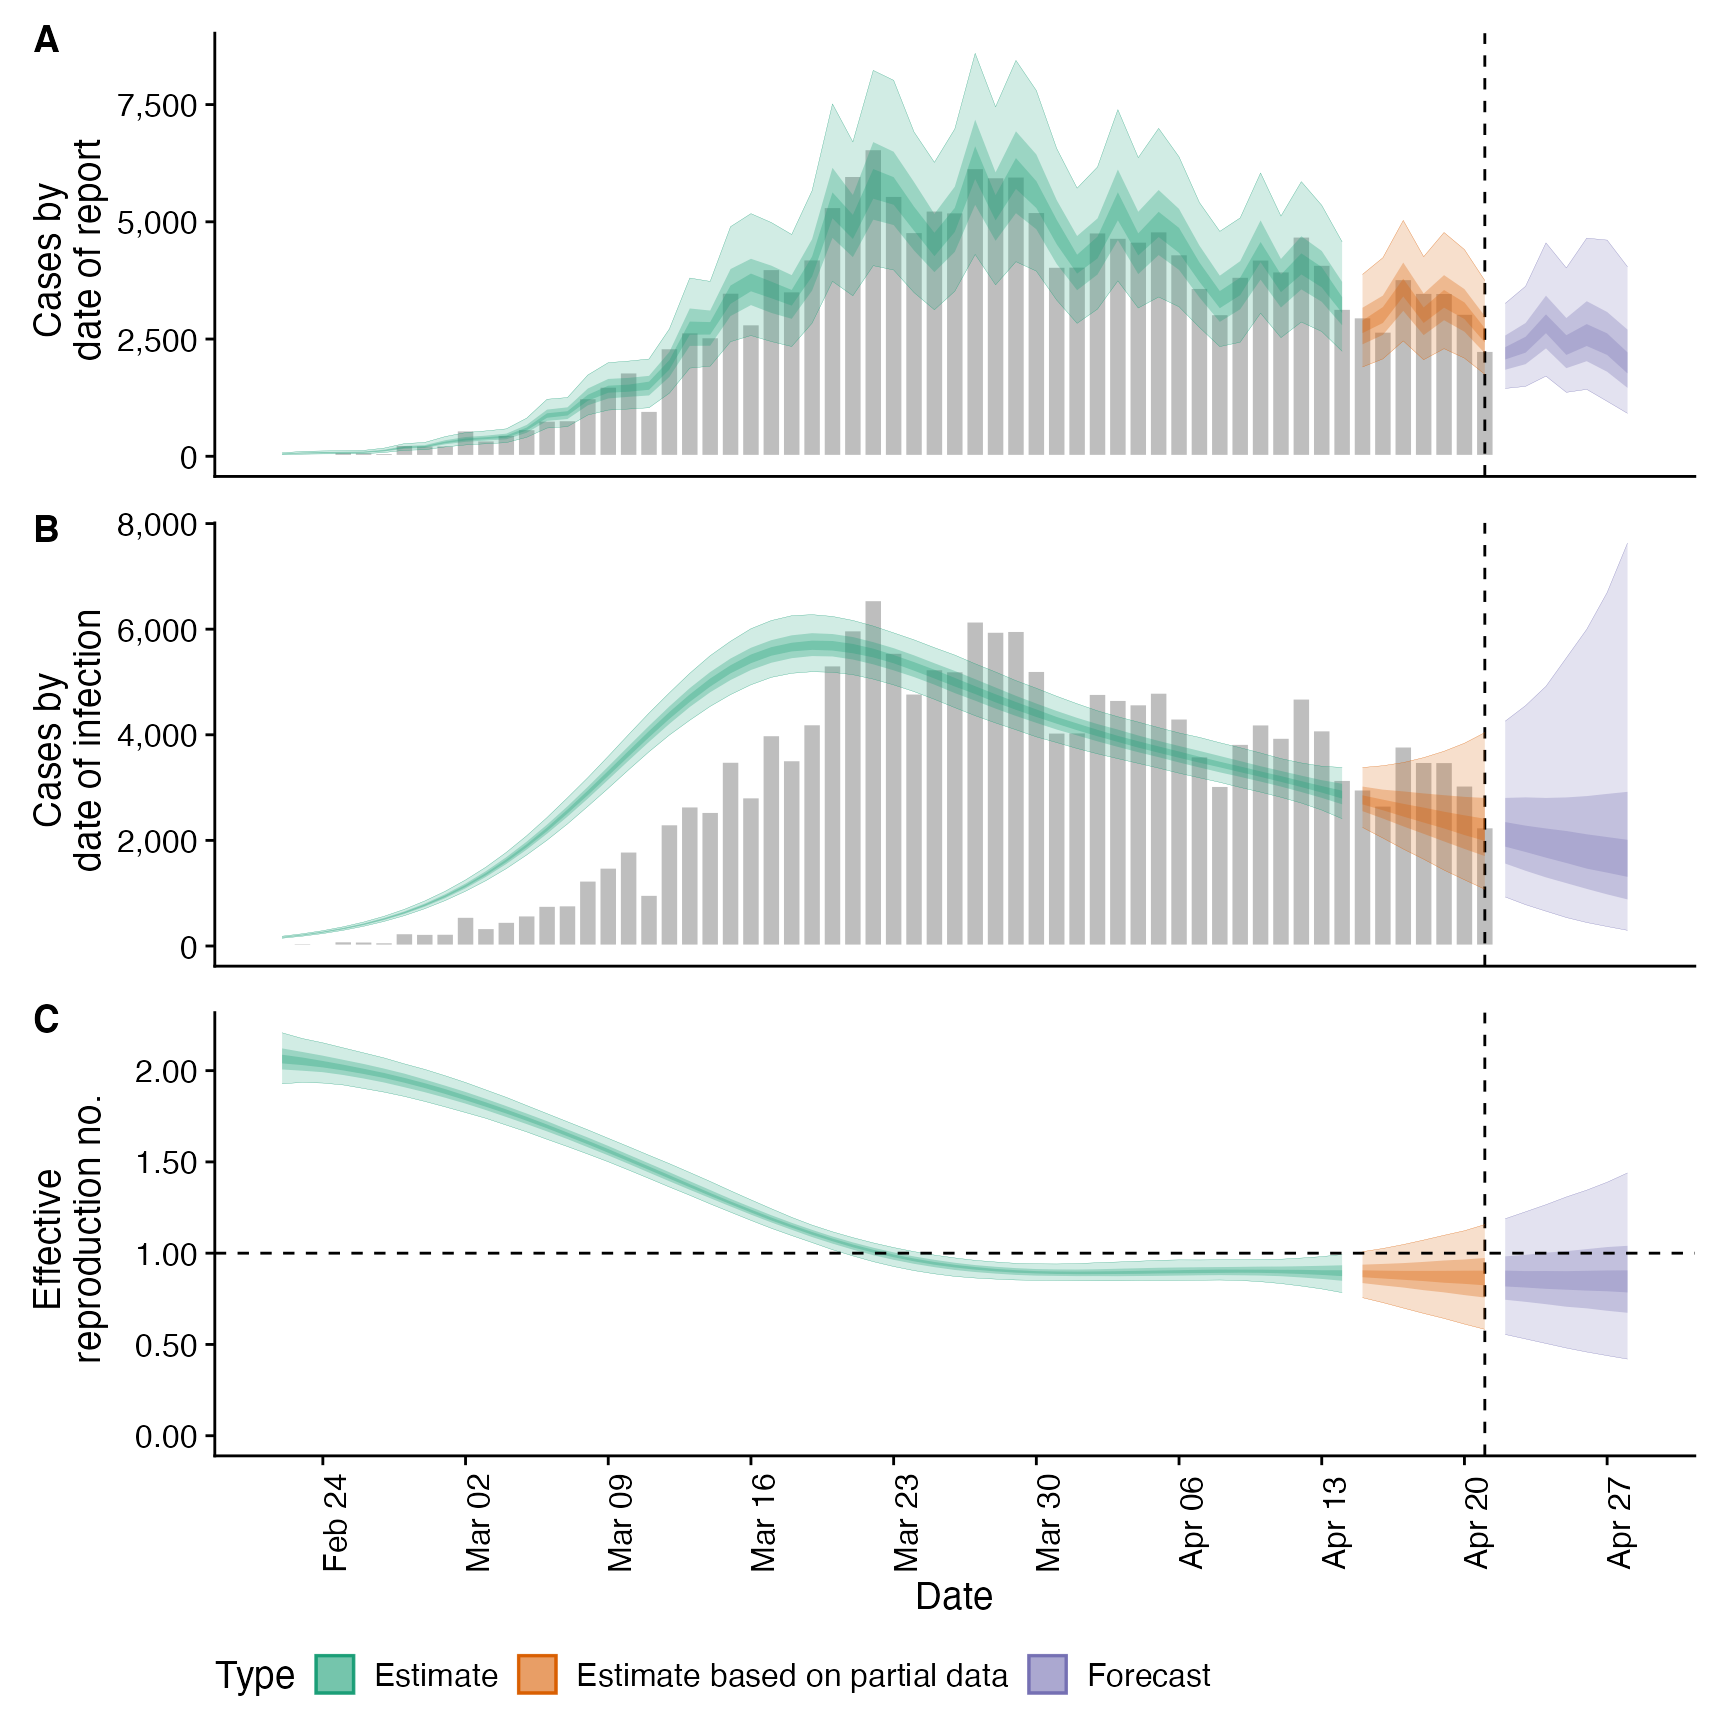 A
Cases by
date of report
7,500
5,000
2,500
0
B
Cases by
date of infection
8,000
6,000
4,000
2,000
0
C
Effective
reproduction no.
2.00
1.50
1.00
0.50
0.00
Feb 24
Mar 02
Mar 09
Mar 16
Mar 23
Mar 30
Apr 06
Apr 13
Apr 20
Apr 27
Date
Type Estimate Estimate based on partial data Forecast